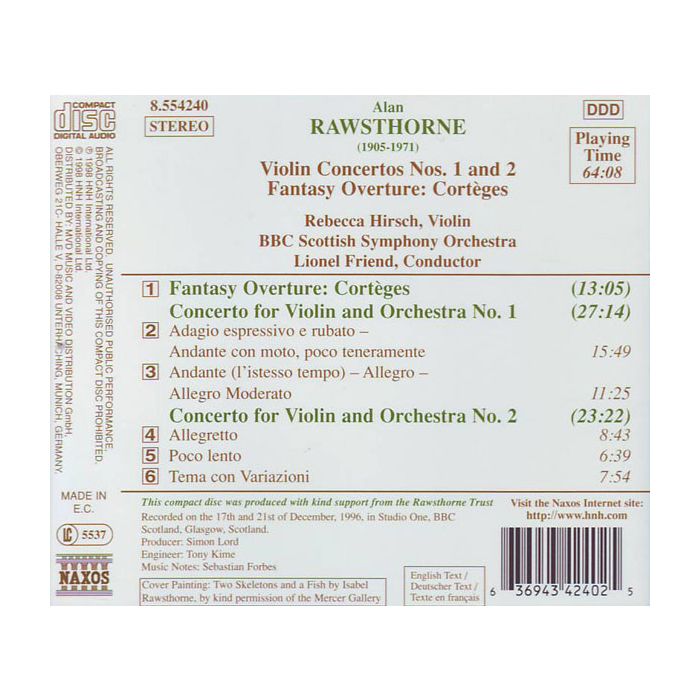 COMPACT
disc
DIGITAL AUDIO
8.554240
STEREO
Alan
RAWSTHORNE
(1905-1971)
DDD
Playing
Time
64:08
Violin Concertos Nos. 1 and 2
Fantasy Overture: Cortèges
Rebecca Hirsch, Violin
BBC Scottish Symphony Orchestra
Lionel Friend, Conductor
1 Fantasy Overture: Cortèges (13:05)
Concerto for Violin and Orchestra No. 1 (27:14)
2 Adagio espressivo e rubato –
Andante con moto, poco teneramente 15:49
3 Andante (l'istesso tempo) – Allegro –
Allegro Moderato 11:25
Concerto for Violin and Orchestra No. 2 (23:22)
4 Allegretto 8:43
5 Poco lento 6:39
6 Tema con Variazioni 7:54
This compact disc was produced with kind support from the Rawsthorne Trust
Recorded on the 17th and 21st of December, 1996, in Studio One, BBC
Scotland, Glasgow, Scotland.
Producer: Simon Lord
Engineer: Tony Kime
Music Notes: Sebastian Forbes
Cover Painting: Two Skeletons and a Fish by Isabel
Rawsthorne, by kind permission of the Mercer Gallery
English Text /
Deutscher Text /
Texte en français
Visit the Naxos Internet site:
http://www.hnh.com
6 36943 42402 5
ALL RIGHTS RESERVED. UNAUTHORISED PUBLIC PERFORMANCE,
BROADCASTING AND COPYING OF THIS COMPACT DISC PROHIBITED.
℗ 1998 HNH International Ltd.
© 1998 HNH International Ltd.
DISTRIBUTED BY: MVD MUSIC AND VIDEO DISTRIBUTION GmbH,
OBERWEG 21C- HALLE V, D-82008 UNTERHACHING, MUNICH, GERMANY.
MADE IN
E.C.
LC 5537
NAXOS